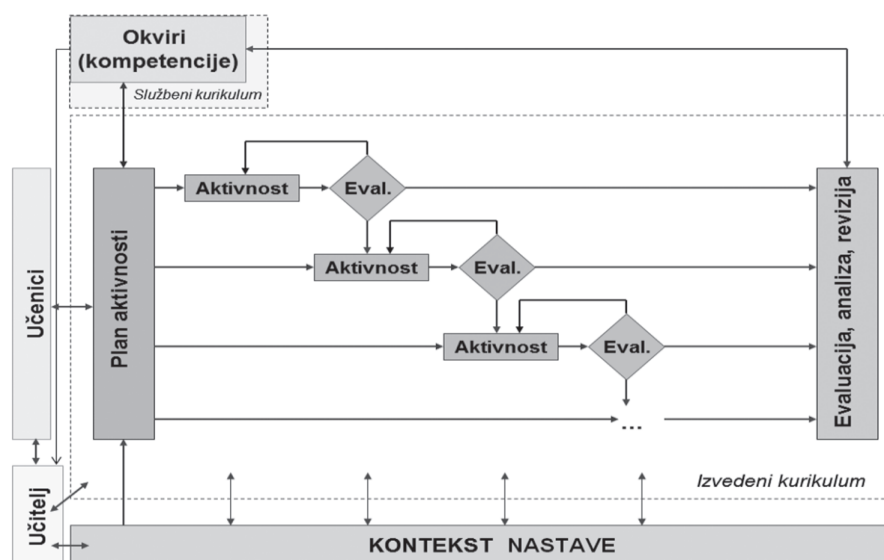 Okviri
(kompetencije)
Službeni kurikulum
Učenici
Plan aktivnosti
Aktivnost
Eval.
Aktivnost
Eval.
Aktivnost
Eval.
...
Evaluacija, analiza, revizija
Izvedeni kurikulum
Učitelj
KONTEKST NASTAVE